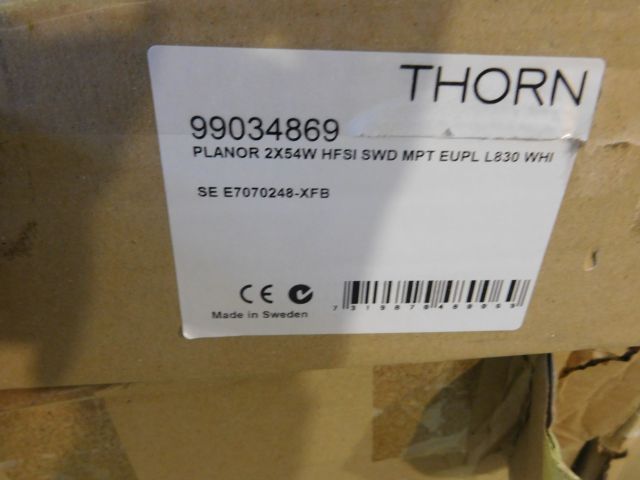 THORN
99034869
PLANOR 2X54W HFSI SWD MPT EUPL L830 WHI
SE E7070248-XFB
CE
Made in Sweden